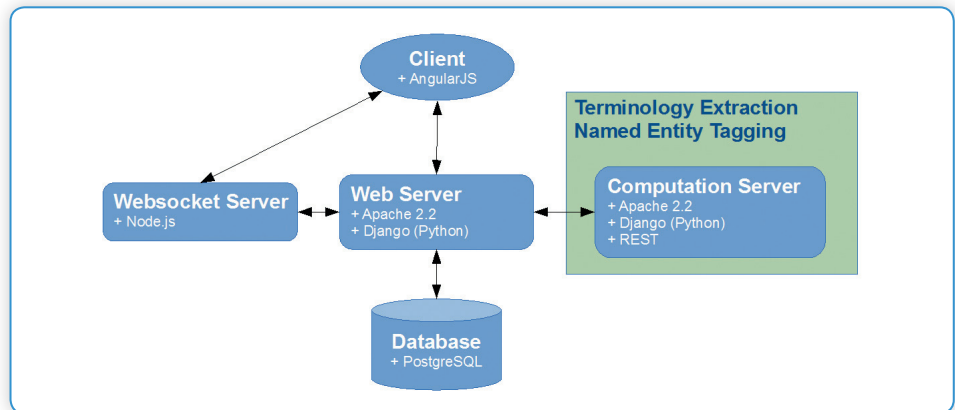 Client
+ AngularJS
Terminology Extraction
Named Entity Tagging
Websocket Server
+ Node.js
Web Server
+ Apache 2.2
+ Django (Python)
Computation Server
+ Apache 2.2
+ Django (Python)
+ REST
Database
+ PostgreSQL